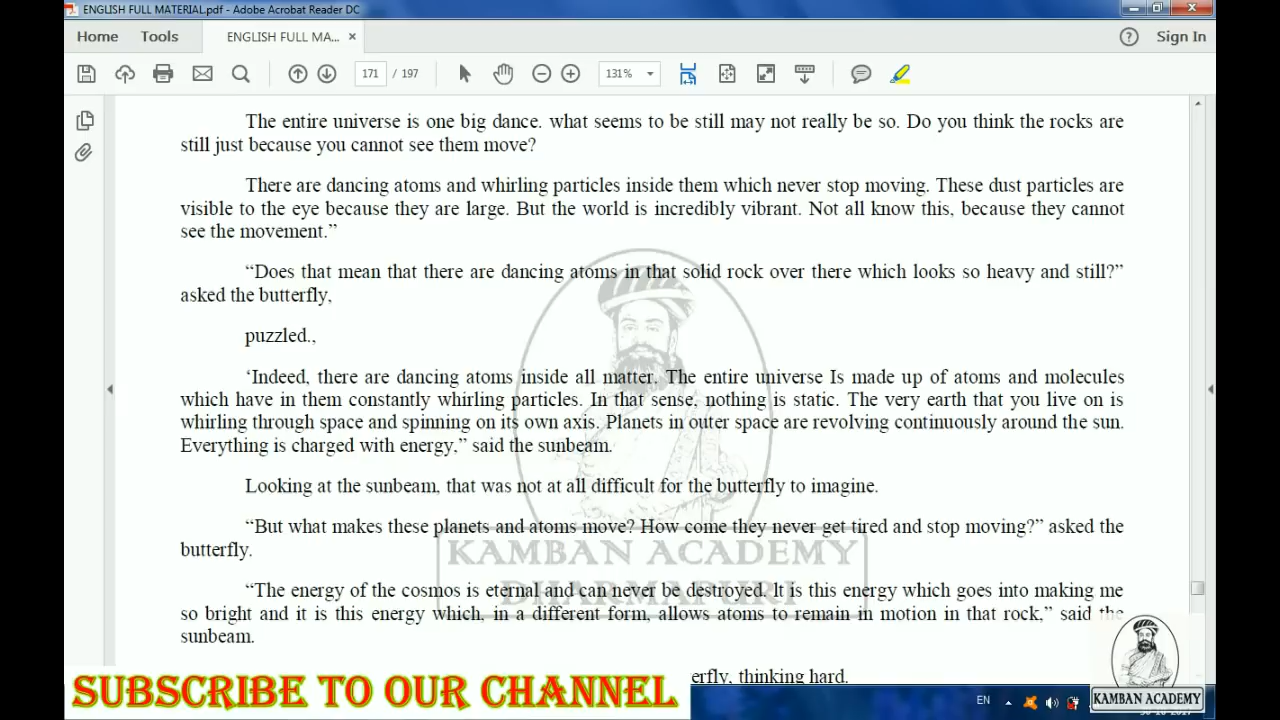 ENGLISH FULL MATERIAL.pdf - Adobe Acrobat Reader DC
Home Tools ENGLISH FULL MA... × Sign In
171 / 197 131%
The entire universe is one big dance. what seems to be still may not really be so. Do you think the rocks are
still just because you cannot see them move?
There are dancing atoms and whirling particles inside them which never stop moving. These dust particles are
visible to the eye because they are large. But the world is incredibly vibrant. Not all know this, because they cannot
see the movement.”
“Does that mean that there are dancing atoms in that solid rock over there which looks so heavy and still?”
asked the butterfly,
puzzled.,
‘Indeed, there are dancing atoms inside all matter. The entire universe Is made up of atoms and molecules
which have in them constantly whirling particles. In that sense, nothing is static. The very earth that you live on is
whirling through space and spinning on its own axis. Planets in outer space are revolving continuously around the sun.
Everything is charged with energy,” said the sunbeam.
Looking at the sunbeam, that was not at all difficult for the butterfly to imagine.
“But what makes these planets and atoms move? How come they never get tired and stop moving?” asked the
butterfly.
KAMBAN ACADEMY
DHARMAPURI
“The energy of the cosmos is eternal and can never be destroyed. It is this energy which goes into making me
so bright and it is this energy which, in a different form, allows atoms to remain in motion in that rock,” said the
sunbeam.
erfly, thinking hard.
SUBSCRIBE TO OUR CHANNEL
EN
KAMBAN ACADEMY